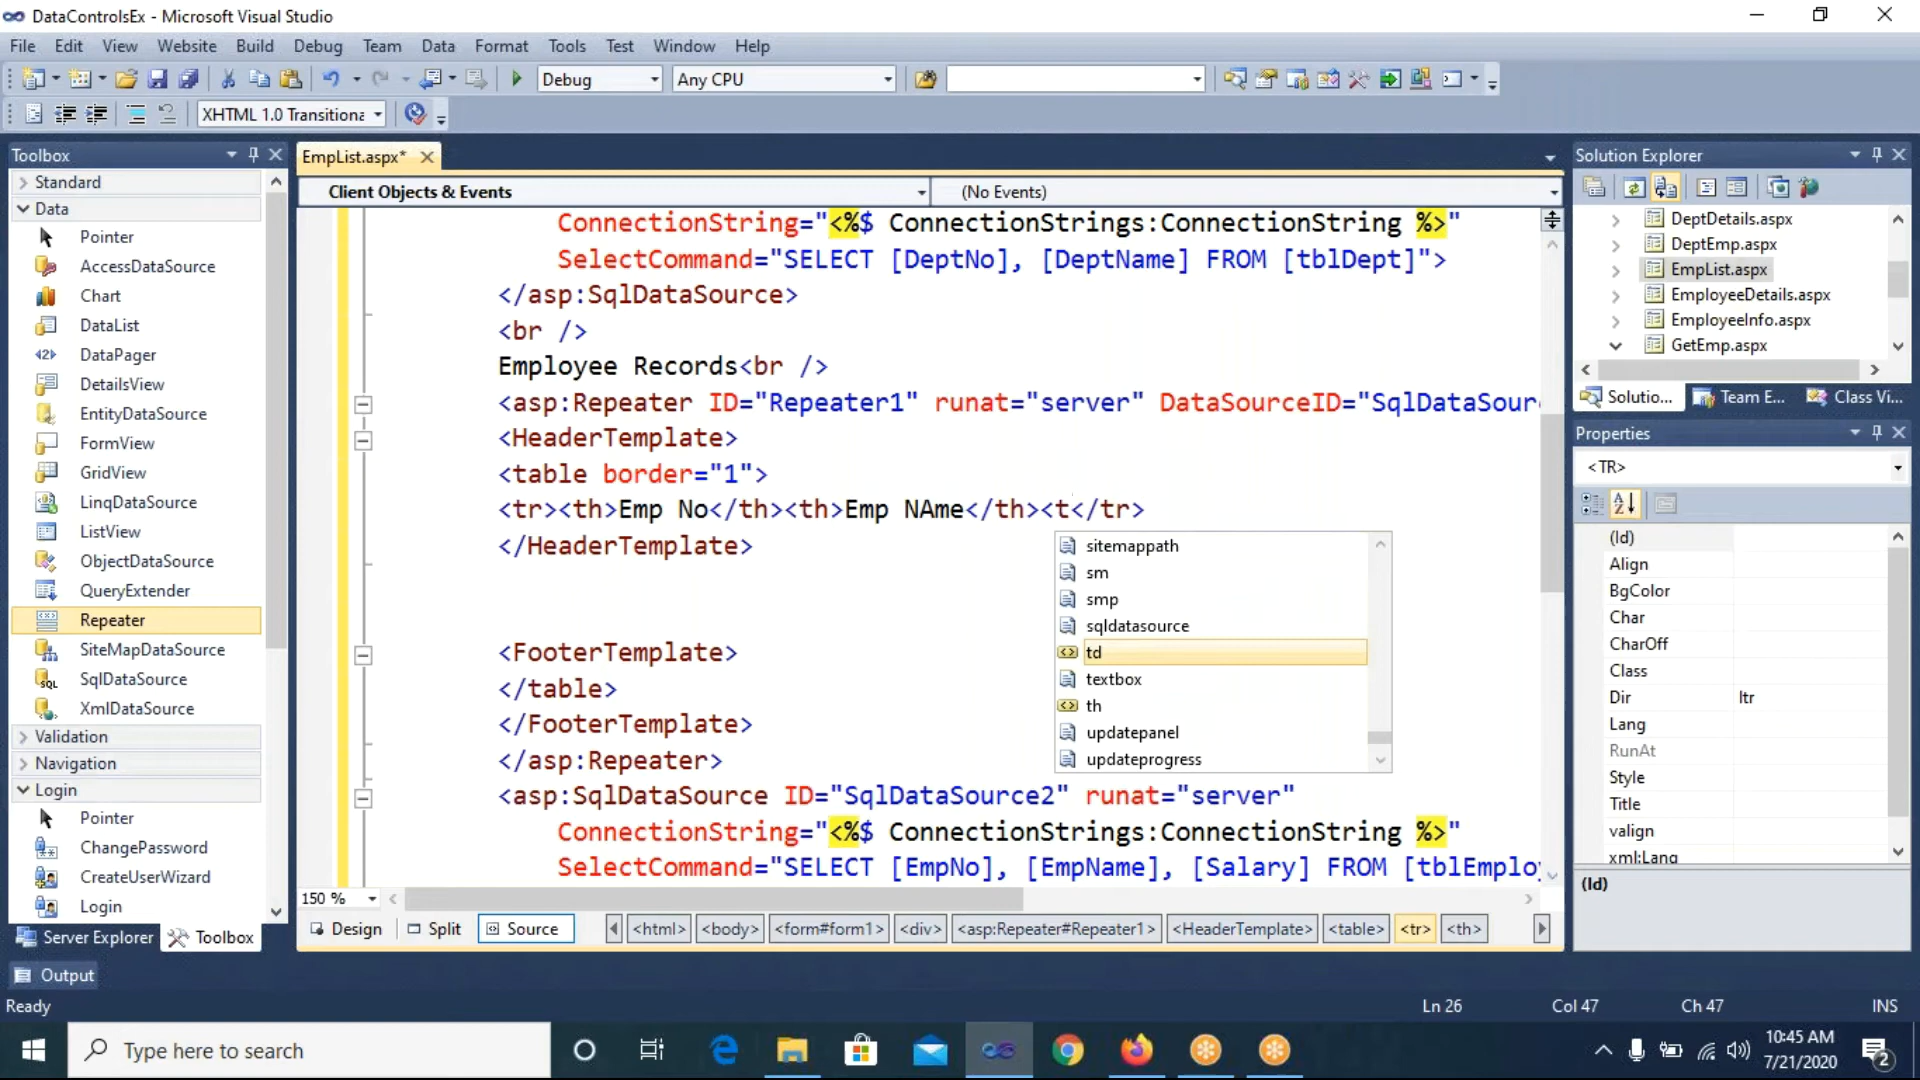 DataControlsEx - Microsoft Visual Studio
File Edit View Website Build Debug Team Data Format Tools Test Window Help
Debug Any CPU
XHTML 1.0 Transitiona
Toolbox
Standard
Data
Pointer
AccessDataSource
Chart
DataList
DataPager
DetailsView
EntityDataSource
FormView
GridView
LinqDataSource
ListView
ObjectDataSource
QueryExtender
Repeater
SiteMapDataSource
SqlDataSource
XmlDataSource
Validation
Navigation
Login
Pointer
ChangePassword
CreateUserWizard
Login
Server Explorer Toolbox
EmpList.aspx*
Client Objects & Events (No Events)
ConnectionString="<%$ ConnectionStrings:ConnectionString %>"
SelectCommand="SELECT [DeptNo], [DeptName] FROM [tblDept]">
</asp:SqlDataSource>
<br />
Employee Records<br />
<asp:Repeater ID="Repeater1" runat="server" DataSourceID="SqlDataSour
<HeaderTemplate>
<table border="1">
<tr><th>Emp No</th><th>Emp NAme</th><t</tr>
</HeaderTemplate>
<FooterTemplate>
</table>
</FooterTemplate>
</asp:Repeater>
<asp:SqlDataSource ID="SqlDataSource2" runat="server"
ConnectionString="<%$ ConnectionStrings:ConnectionString %>"
SelectCommand="SELECT [EmpNo], [EmpName], [Salary] FROM [tblEmplo
sitemappath
sm
smp
sqldatasource
td
textbox
th
updatepanel
updateprogress
150 %
Design Split Source <html> <body> <form#form1> <div> <asp:Repeater#Repeater1> <HeaderTemplate> <table> <tr> <th>
Solution Explorer
DeptDetails.aspx
DeptEmp.aspx
EmpList.aspx
EmployeeDetails.aspx
EmployeeInfo.aspx
GetEmp.aspx
Solutio... Team E... Class Vi...
Properties
<TR>
(Id)
Align
BgColor
Char
CharOff
Class
Dir ltr
Lang
RunAt
Style
Title
valign
xml:Lang
(Id)
Output
Ready Ln 26 Col 47 Ch 47 INS
Type here to search
10:45 AM
7/21/2020
2